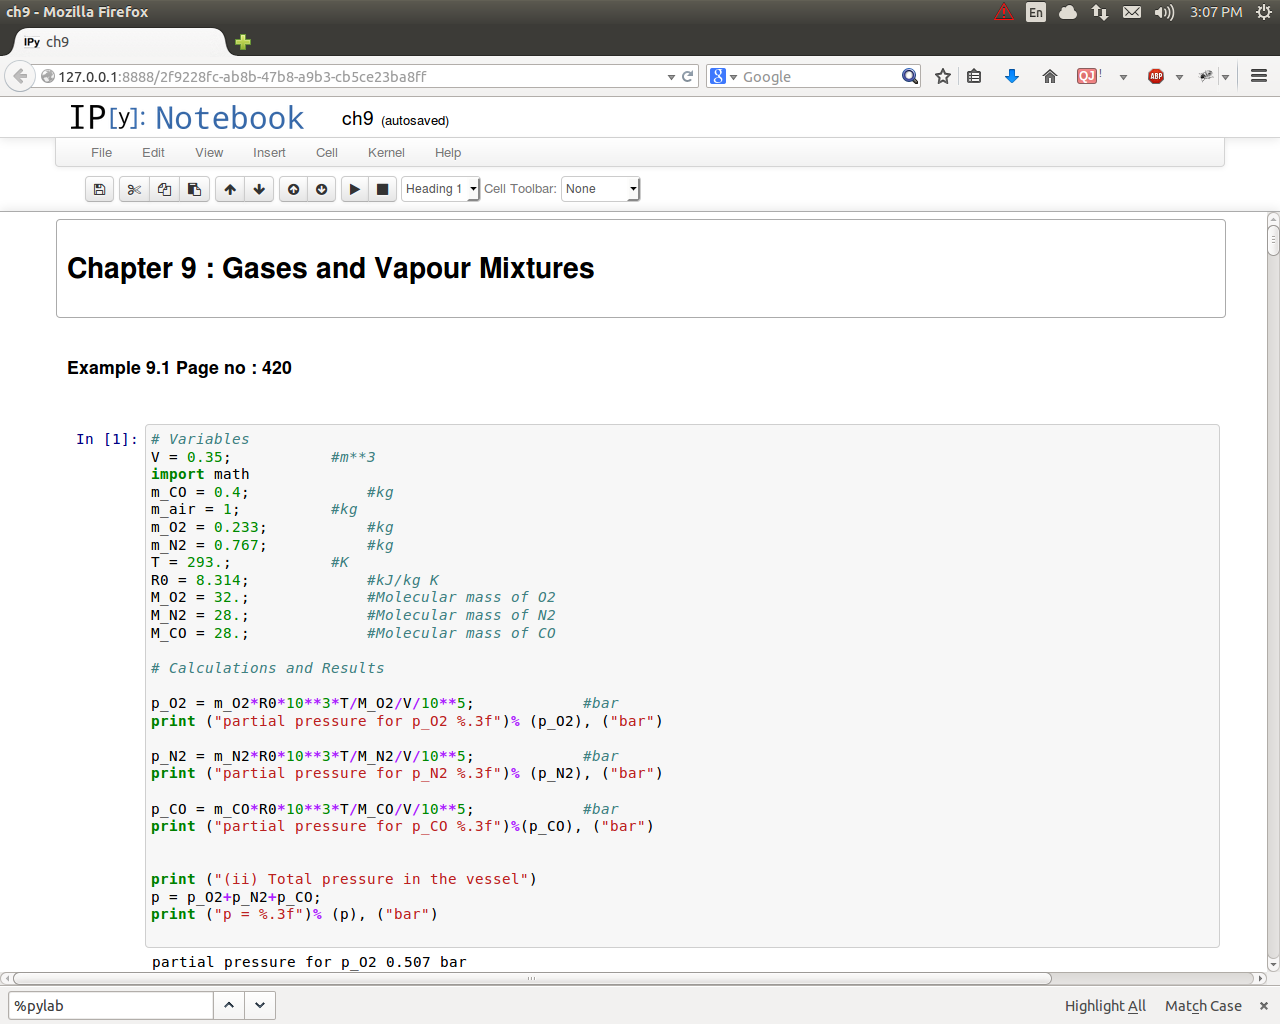 ch9 - Mozilla Firefox
En
3:07 PM
IPy ch9
127.0.0.1:8888/2f9228fc-ab8b-47b8-a9b3-cb5ce23ba8ff
8
Google
QJ !
ABP
IP[y]: Notebook
ch9 (autosaved)
File Edit View Insert Cell Kernel Help
Heading 1
Cell Toolbar:
None
Chapter 9 : Gases and Vapour Mixtures
Example 9.1 Page no : 420
In [1]:
# Variables
V = 0.35; #m**3
import math
m_CO = 0.4; #kg
m_air = 1; #kg
m_O2 = 0.233; #kg
m_N2 = 0.767; #kg
T = 293.; #K
R0 = 8.314; #kJ/kg K
M_O2 = 32.; #Molecular mass of O2
M_N2 = 28.; #Molecular mass of N2
M_CO = 28.; #Molecular mass of CO
# Calculations and Results
p_O2 = m_O2*R0*10**3*T/M_O2/V/10**5; #bar
print ("partial pressure for p_O2 %.3f")% (p_O2), ("bar")
p_N2 = m_N2*R0*10**3*T/M_N2/V/10**5; #bar
print ("partial pressure for p_N2 %.3f")% (p_N2), ("bar")
p_CO = m_CO*R0*10**3*T/M_CO/V/10**5; #bar
print ("partial pressure for p_CO %.3f")%(p_CO), ("bar")
print ("(ii) Total pressure in the vessel")
p = p_O2+p_N2+p_CO;
print ("p = %.3f")% (p), ("bar")
partial pressure for p_O2 0.507 bar
%pylab
Highlight All
Match Case